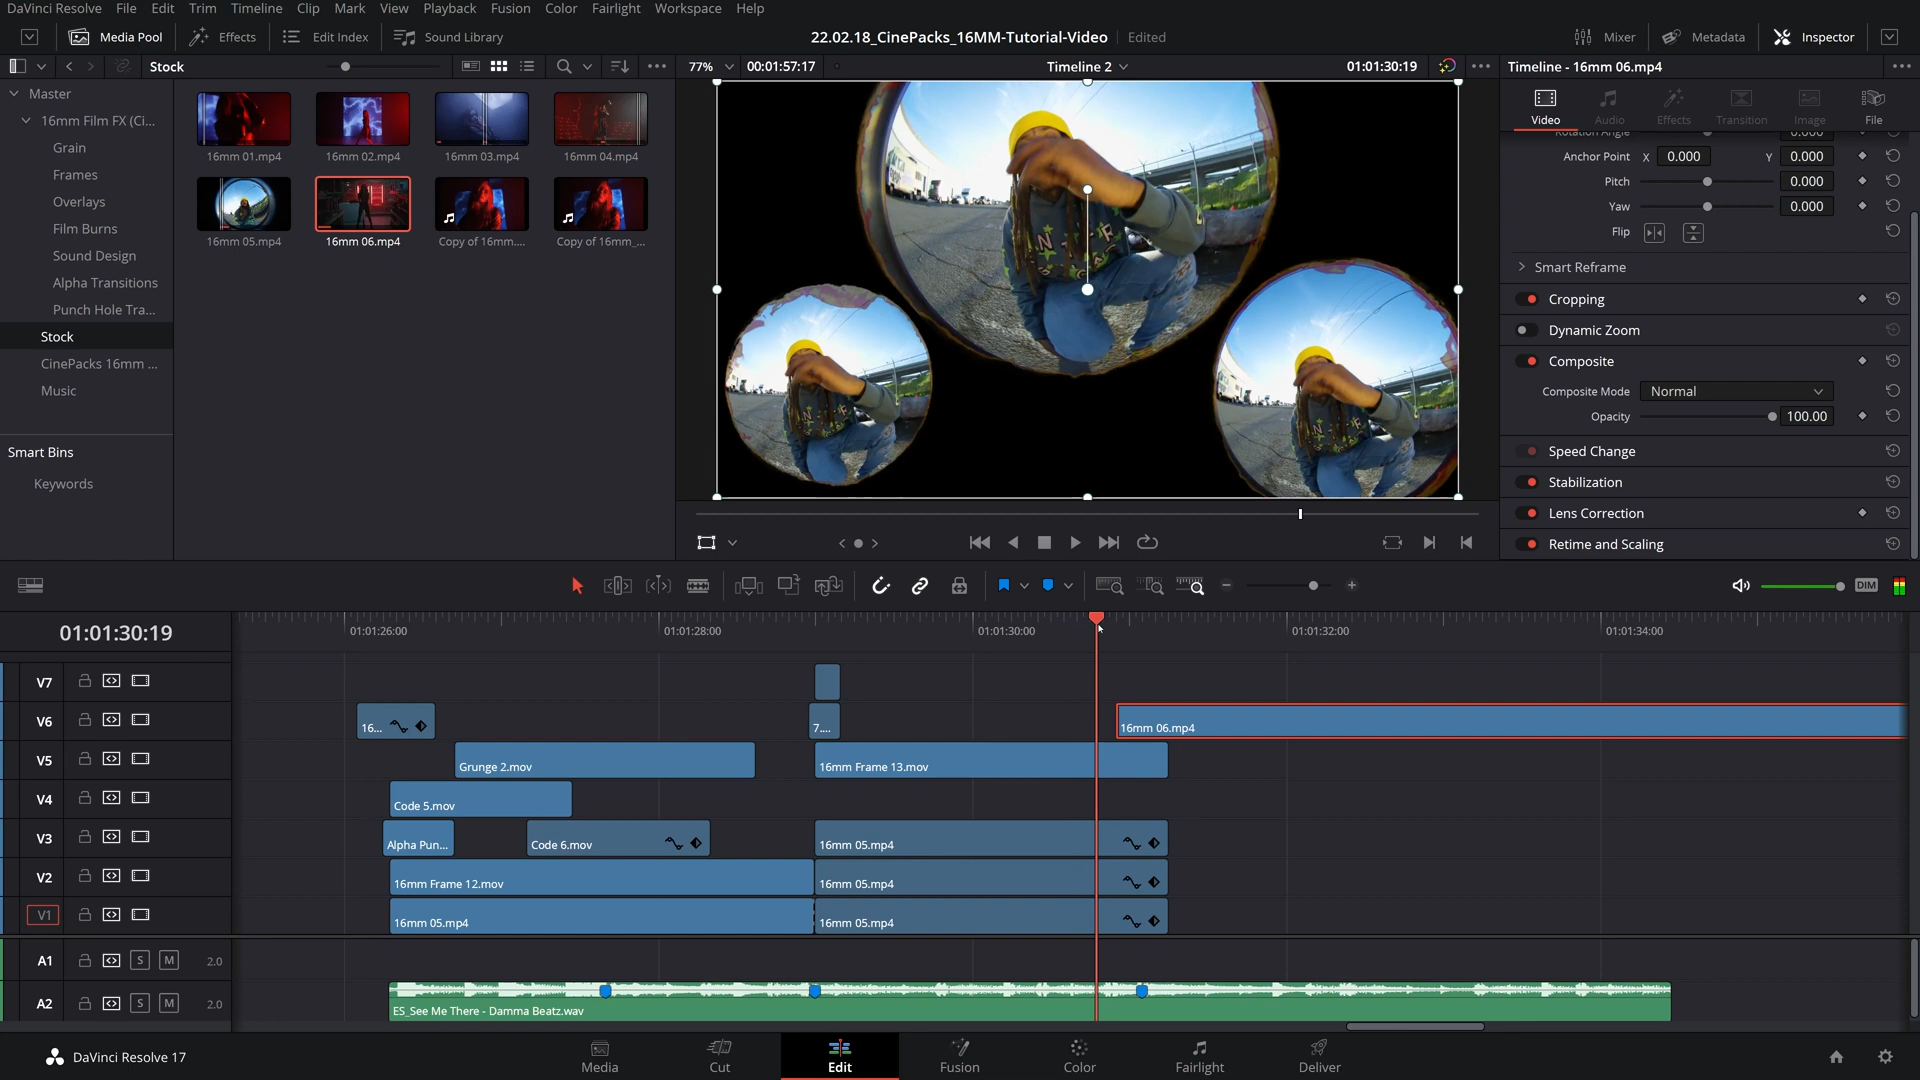 DaVinci Resolve File Edit Trim Timeline Clip Mark View Playback Fusion Color Fairlight Workspace Help
Media Pool Effects Edit Index Sound Library 22.02.18_CinePacks_16MM-Tutorial-Video Edited Mixer Metadata Inspector
Stock 77% 00:01:57:17 Timeline 2 01:01:30:19 Timeline - 16mm 06.mp4
Master
16mm Film FX (Ci...
Grain
Frames
Overlays
Film Burns
Sound Design
Alpha Transitions
Punch Hole Tra...
Stock
CinePacks 16mm ...
Music
Smart Bins
Keywords
16mm 01.mp4 16mm 02.mp4 16mm 03.mp4 16mm 04.mp4
16mm 05.mp4 16mm 06.mp4 Copy of 16mm.... Copy of 16mm_...
Video Audio Effects Transition Image File
Rotation Angle 0.000
Anchor Point X 0.000 Y 0.000
Pitch 0.000
Yaw 0.000
Flip
Smart Reframe
Cropping
Dynamic Zoom
Composite
Composite Mode Normal
Opacity 100.00
Speed Change
Stabilization
Lens Correction
Retime and Scaling
DIM
01:01:30:19 01:01:26:00 01:01:28:00 01:01:30:00 01:01:32:00 01:01:34:00
V7
V6 16... 7.... 16mm 06.mp4
V5 Grunge 2.mov 16mm Frame 13.mov
V4 Code 5.mov
V3 Alpha Pun... Code 6.mov 16mm 05.mp4
V2 16mm Frame 12.mov 16mm 05.mp4
V1 16mm 05.mp4 16mm 05.mp4
A1 S M 2.0
A2 S M 2.0 ES_See Me There - Damma Beatz.wav
DaVinci Resolve 17 Media Cut Edit Fusion Color Fairlight Deliver